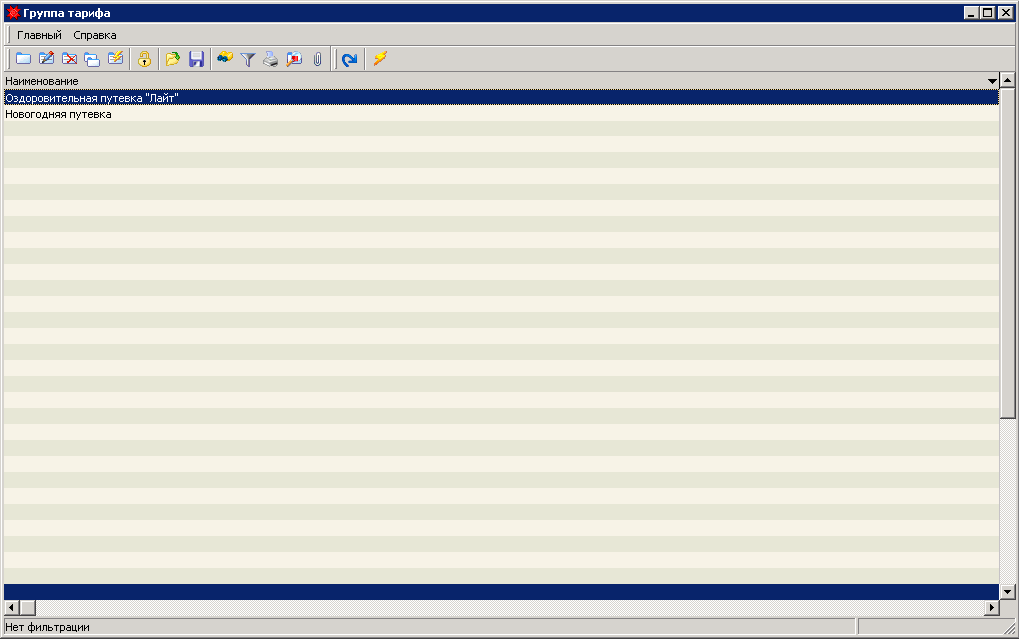 Группа тарифа
Главный Справка
Наименование
Оздоровительная путевка "Лайт"
Новогодняя путевка
Нет фильтрации